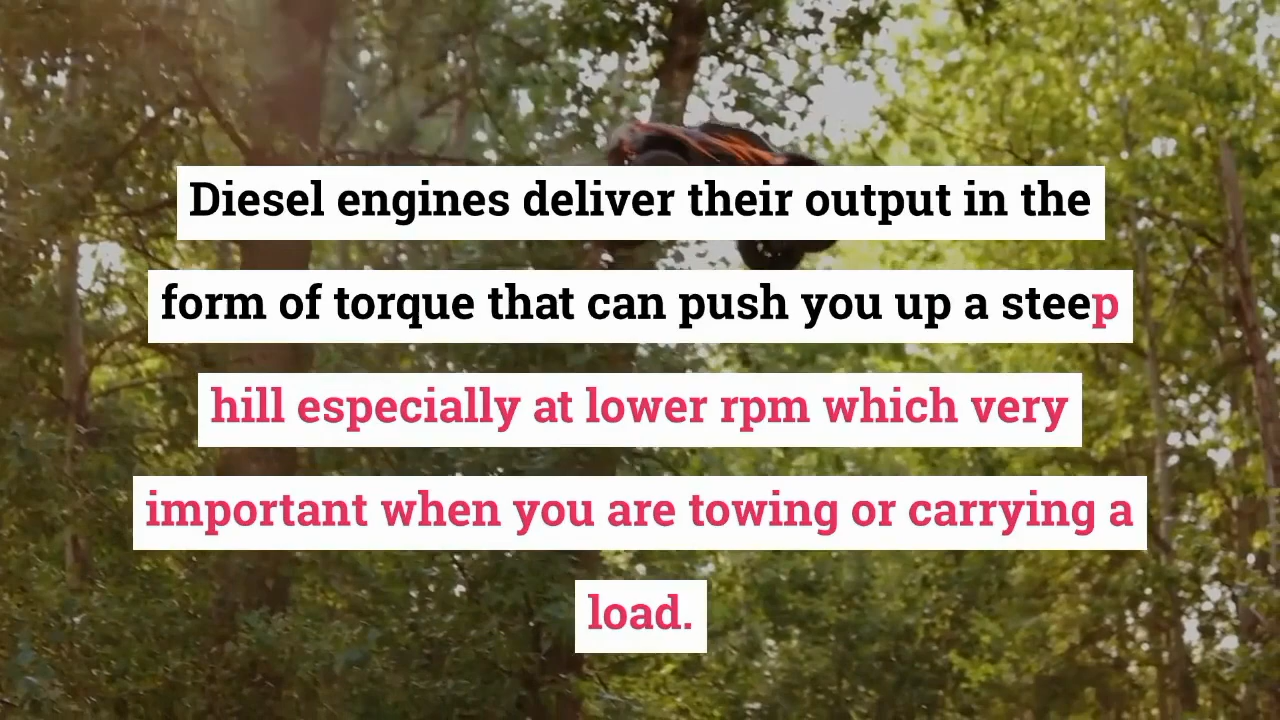 Diesel engines deliver their output in the
form of torque that can push you up a steep
hill especially at lower rpm which very
important when you are towing or carrying a
load.